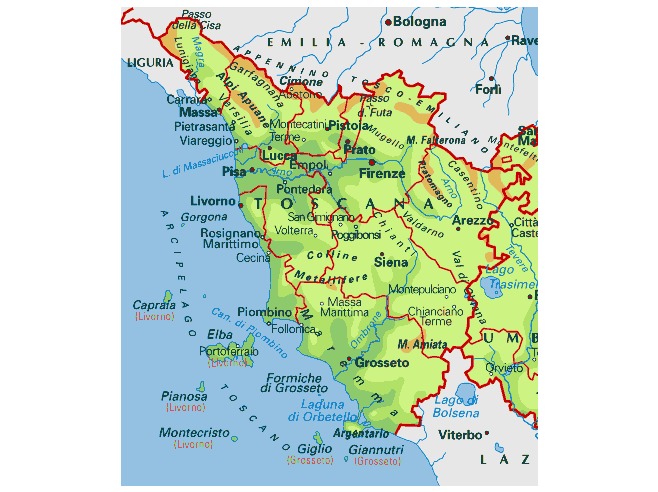 Passo
della Cisa
Bologna
EMILIA - ROMAGNA
Rave
LIGURIA
Lunigiana
Magra
APPENNINO TOSCO-EMILIANO
Garfagnana
Cimone
Abetone
Forlì
Alpi Apuane
Carrara
Massa
Versilia
Passo
d. Futa
Pietrasanta
Montecatini
Terme
Pistoia
Mugello
M. Falterona
Viareggio
Prato
Montefelt
Lucca
L. di Massaciuccoli
Empoli
Pratomagno
Casentino
Pisa
Arno
Firenze
Arno
Pontedera
Livorno
TOSCANA
Gorgona
San Gimignano
Valdarno
Arezzo
Città
Caste
Volterra
Poggibonsi
Chianti
Rosignano
Marittimo
Tevere
Cecina
Colline
Siena
Val di Chiana
Lago
Trasime
Metallifere
ARCIPELAGO
Montepulciano
Capraia
(Livorno)
Massa
Marittima
Chianciano
Terme
Can. di Piombino
Piombino
Ombrone
Elba
Follonica
UMB
Portoferraio
(Livorno)
Maremma
M. Amiata
Grosseto
Orvieto
Pianosa
(Livorno)
Formiche
di Grosseto
TOSCANO
Laguna
di Orbetello
Lago di
Bolsena
Montecristo
(Livorno)
Argentario
Viterbo
Giglio
(Grosseto)
Giannutri
(Grosseto)
LAZ